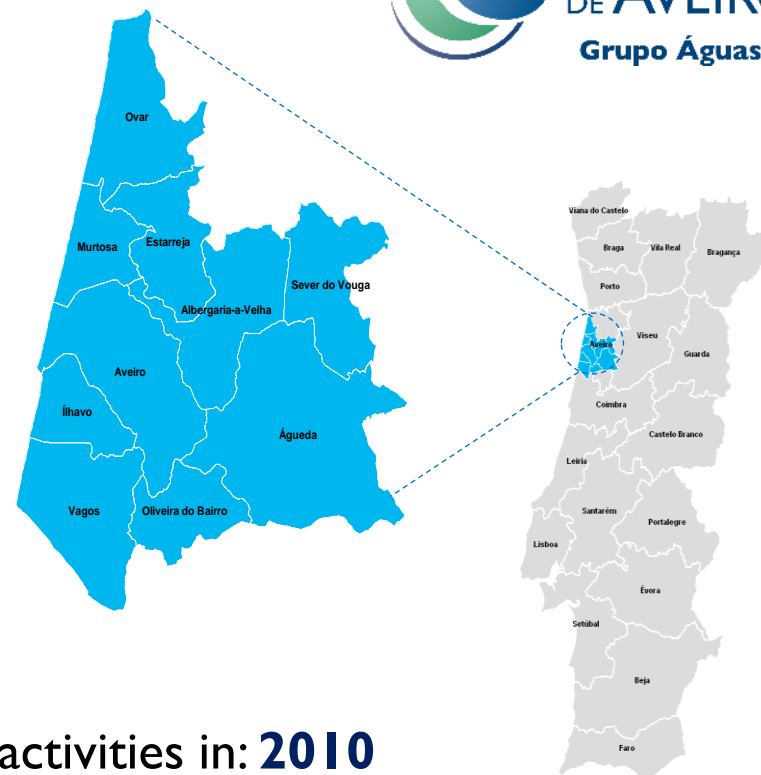 DE AVEIR
Grupo Águas
Ovar
Murtosa
Estarreja
Sever do Vouga
Albergaria-a-Velha
Aveiro
Ílhavo
Águeda
Vagos
Oliveira do Bairro
Viana do Castelo
Braga
Vila Real
Bragança
Porto
Viseu
Aveiro
Guarda
Coimbra
Castelo Branco
Leiria
Santarém
Portalegre
Lisboa
Évora
Setúbal
Beja
Faro
activities in: 2010